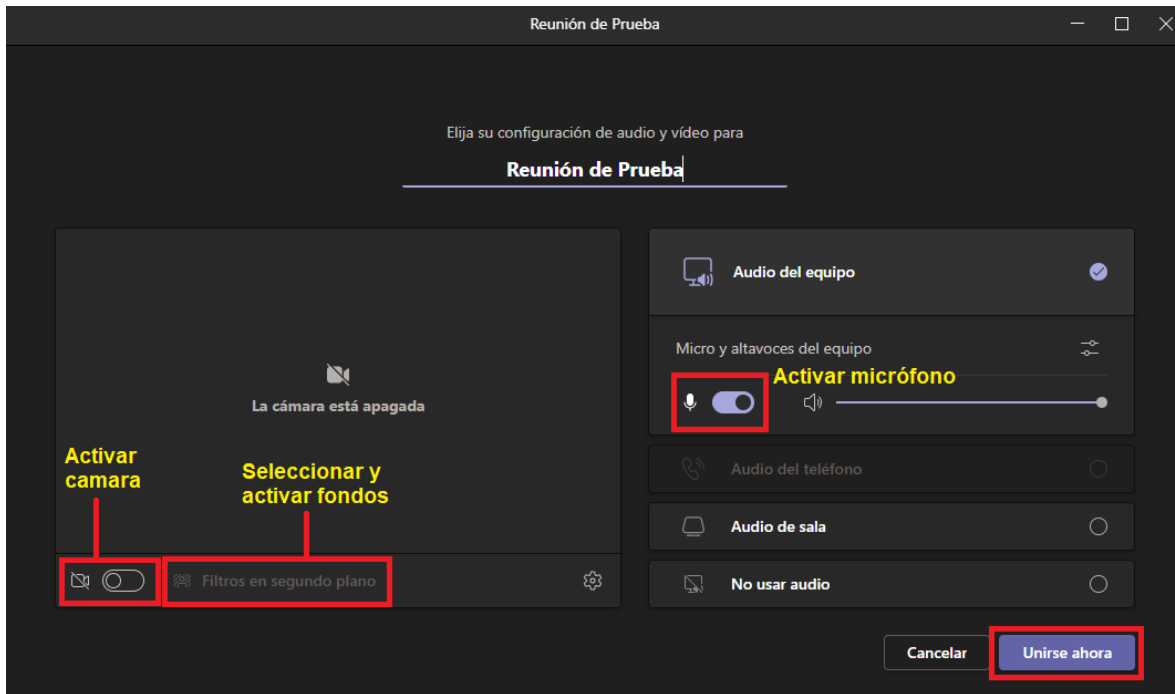 Reunión de Prueba
Elija su configuración de audio y vídeo para
Reunión de Prueba
La cámara está apagada
Activar
camara
Seleccionar y
activar fondos
Filtros en segundo plano
Audio del equipo
Micro y altavoces del equipo
Activar micrófono
Audio del teléfono
Audio de sala
No usar audio
Cancelar
Unirse ahora